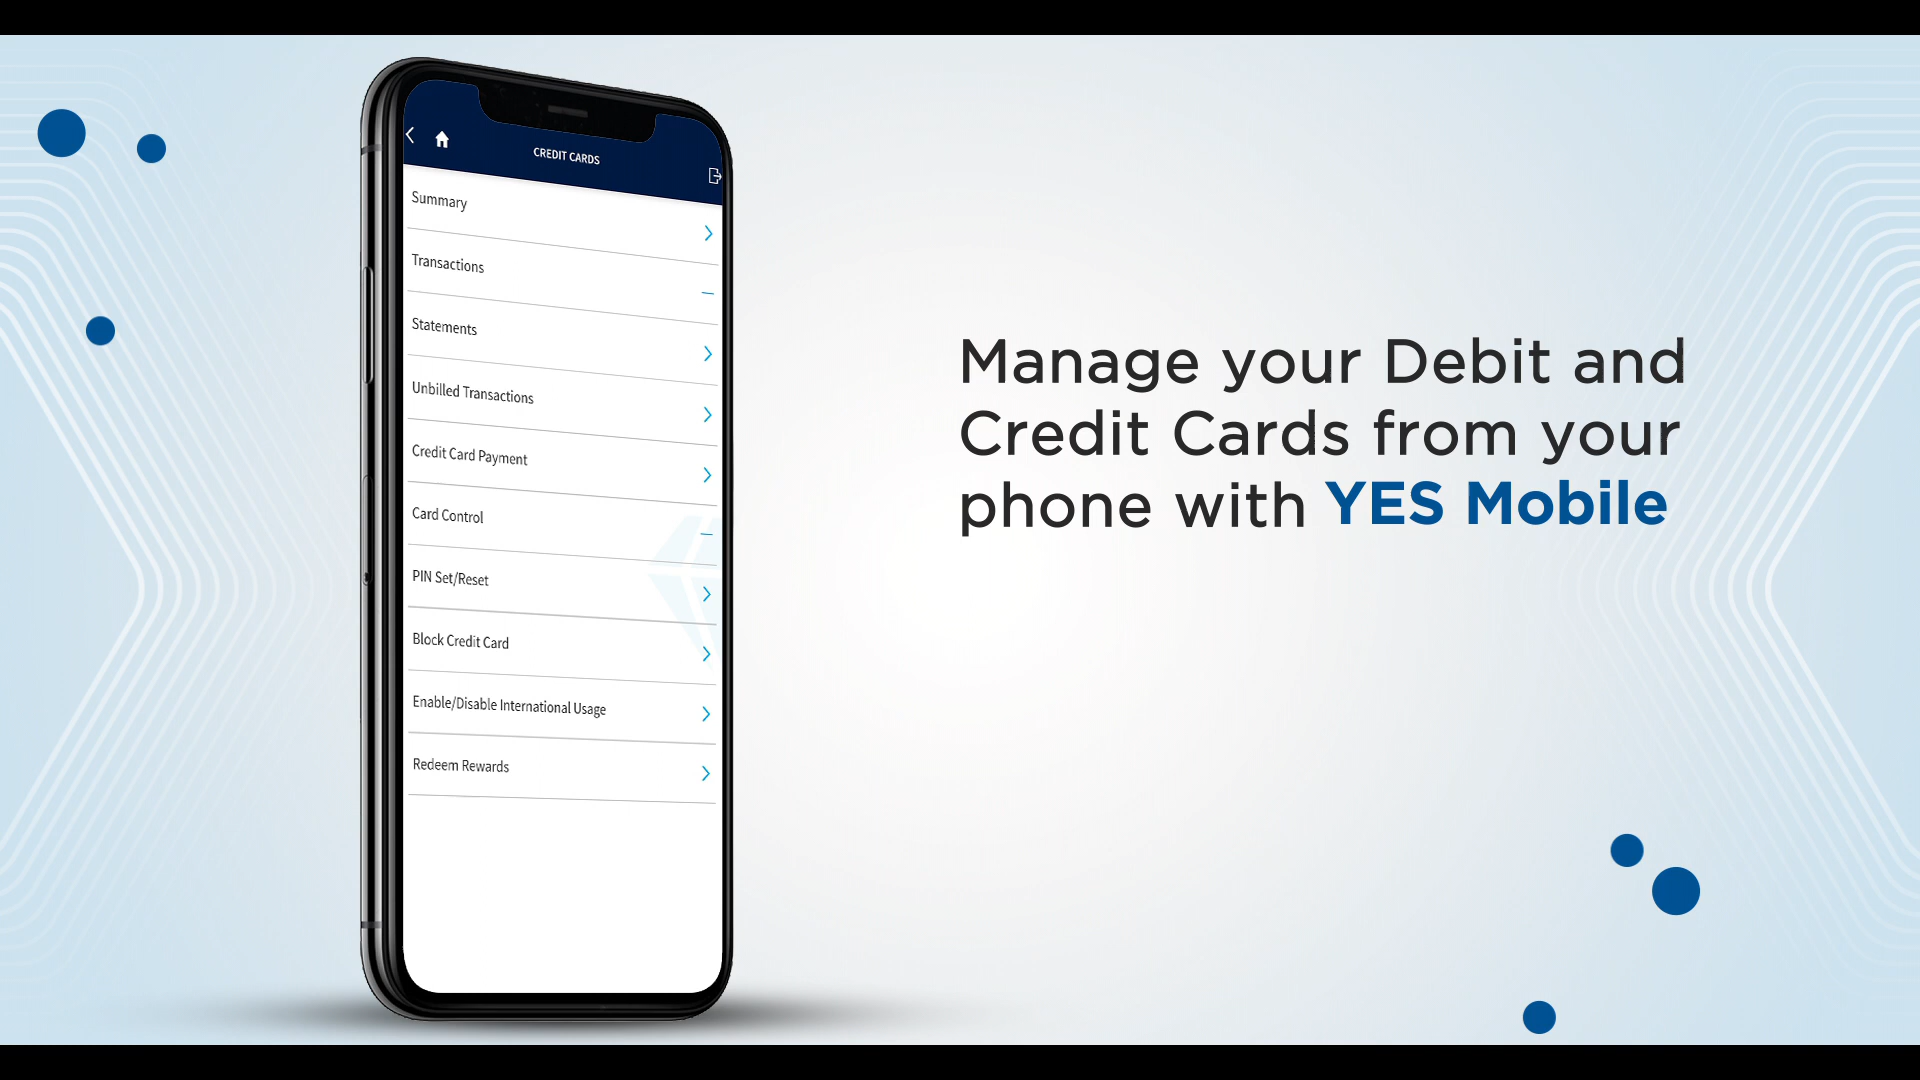 CREDIT CARDS
Summary
Transactions
Statements
Unbilled Transactions
Credit Card Payment
Card Control
PIN Set/Reset
Block Credit Card
Enable/Disable International Usage
Redeem Rewards
Manage your Debit and
Credit Cards from your
phone with YES Mobile